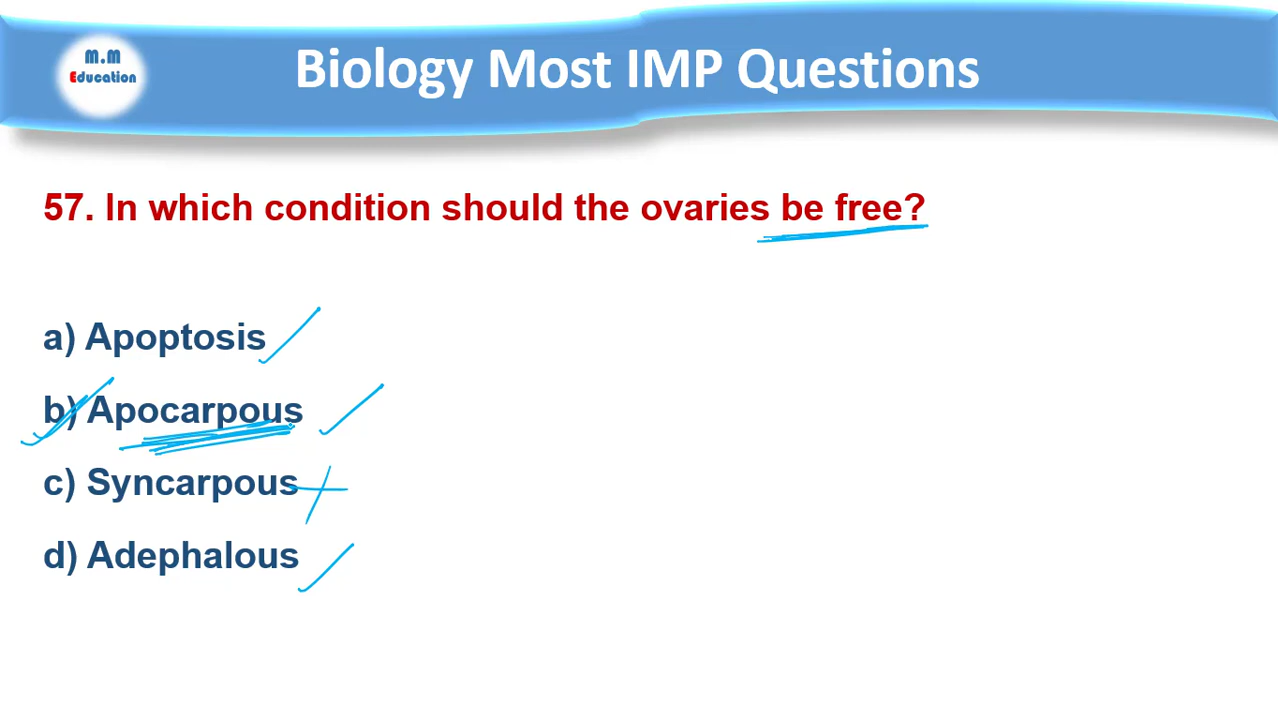 M.M
Education
Biology Most IMP Questions
57. In which condition should the ovaries be free?
a) Apoptosis
b) Apocarpous
c) Syncarpous
d) Adephalous